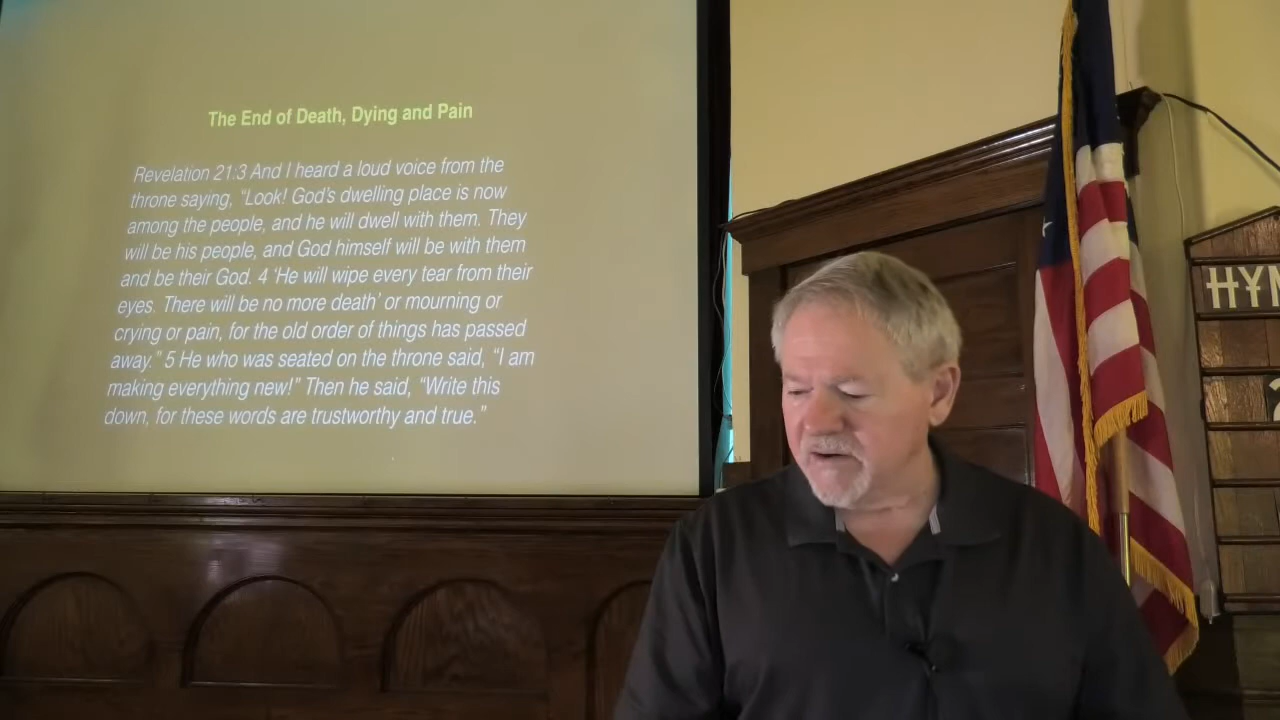 The End of Death, Dying and Pain
Revelation 21:3 And I heard a loud voice from the
throne saying, “Look! God’s dwelling place is now
among the people, and he will dwell with them. They
will be his people, and God himself will be with them
and be their God. 4 ‘He will wipe every tear from their
eyes. There will be no more death’ or mourning or
crying or pain, for the old order of things has passed
away.” 5 He who was seated on the throne said, “I am
making everything new!” Then he said, “Write this
down, for these words are trustworthy and true.”
HYM